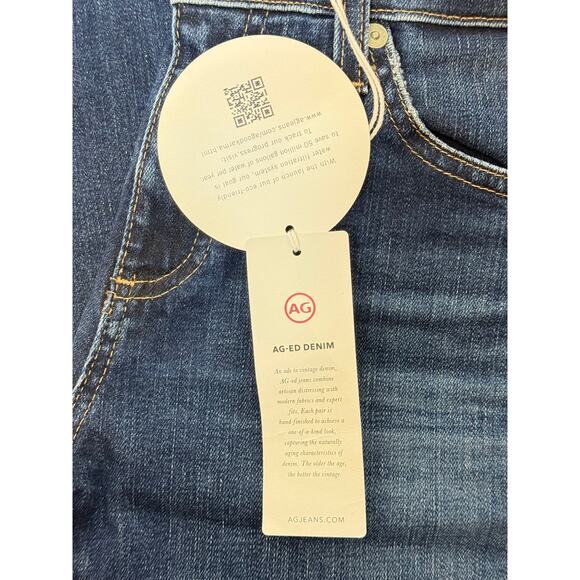 With the launch of our eco-friendly
water filtration system, our goal is
to save 50 million gallons of water per year.
To track our progress, visit:
www.agjeans.com/agoodkarma.html
AG
AG-ED DENIM
An ode to vintage denim,
AG-ed jeans combine
artisan distressing with
modern fabrics and expert
fits. Each pair is
hand-finished to achieve a
one-of-a-kind look,
capturing the naturally
aging characteristics of
denim. The older the age,
the better the vintage.
AGJEANS.COM